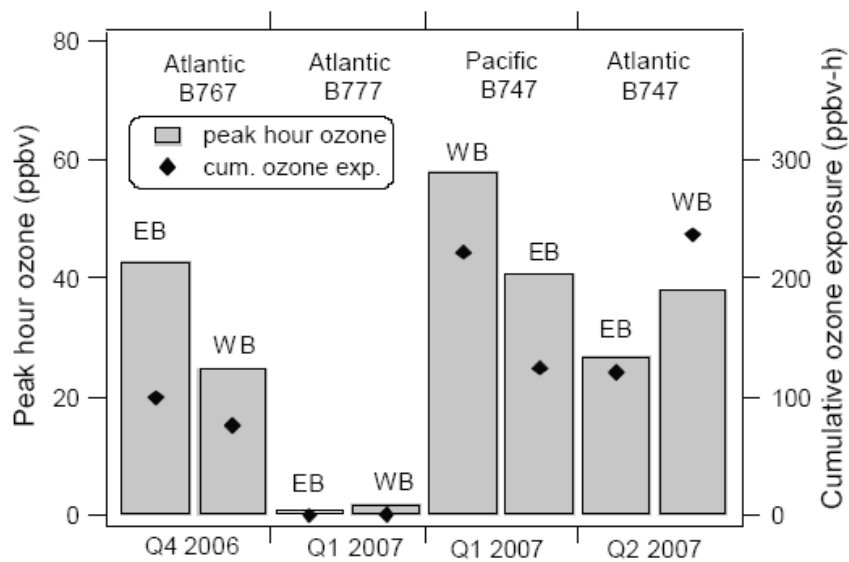 80
60
40
20
0
Peak hour ozone (ppbv)
Atlantic
B767
Atlantic
B777
Pacific
B747
Atlantic
B747
peak hour ozone
cum. ozone exp.
EB
WB
EB
WB
WB
EB
EB
WB
300
200
100
0
Cumulative ozone exposure (ppbv-h)
Q4 2006
Q1 2007
Q1 2007
Q2 2007